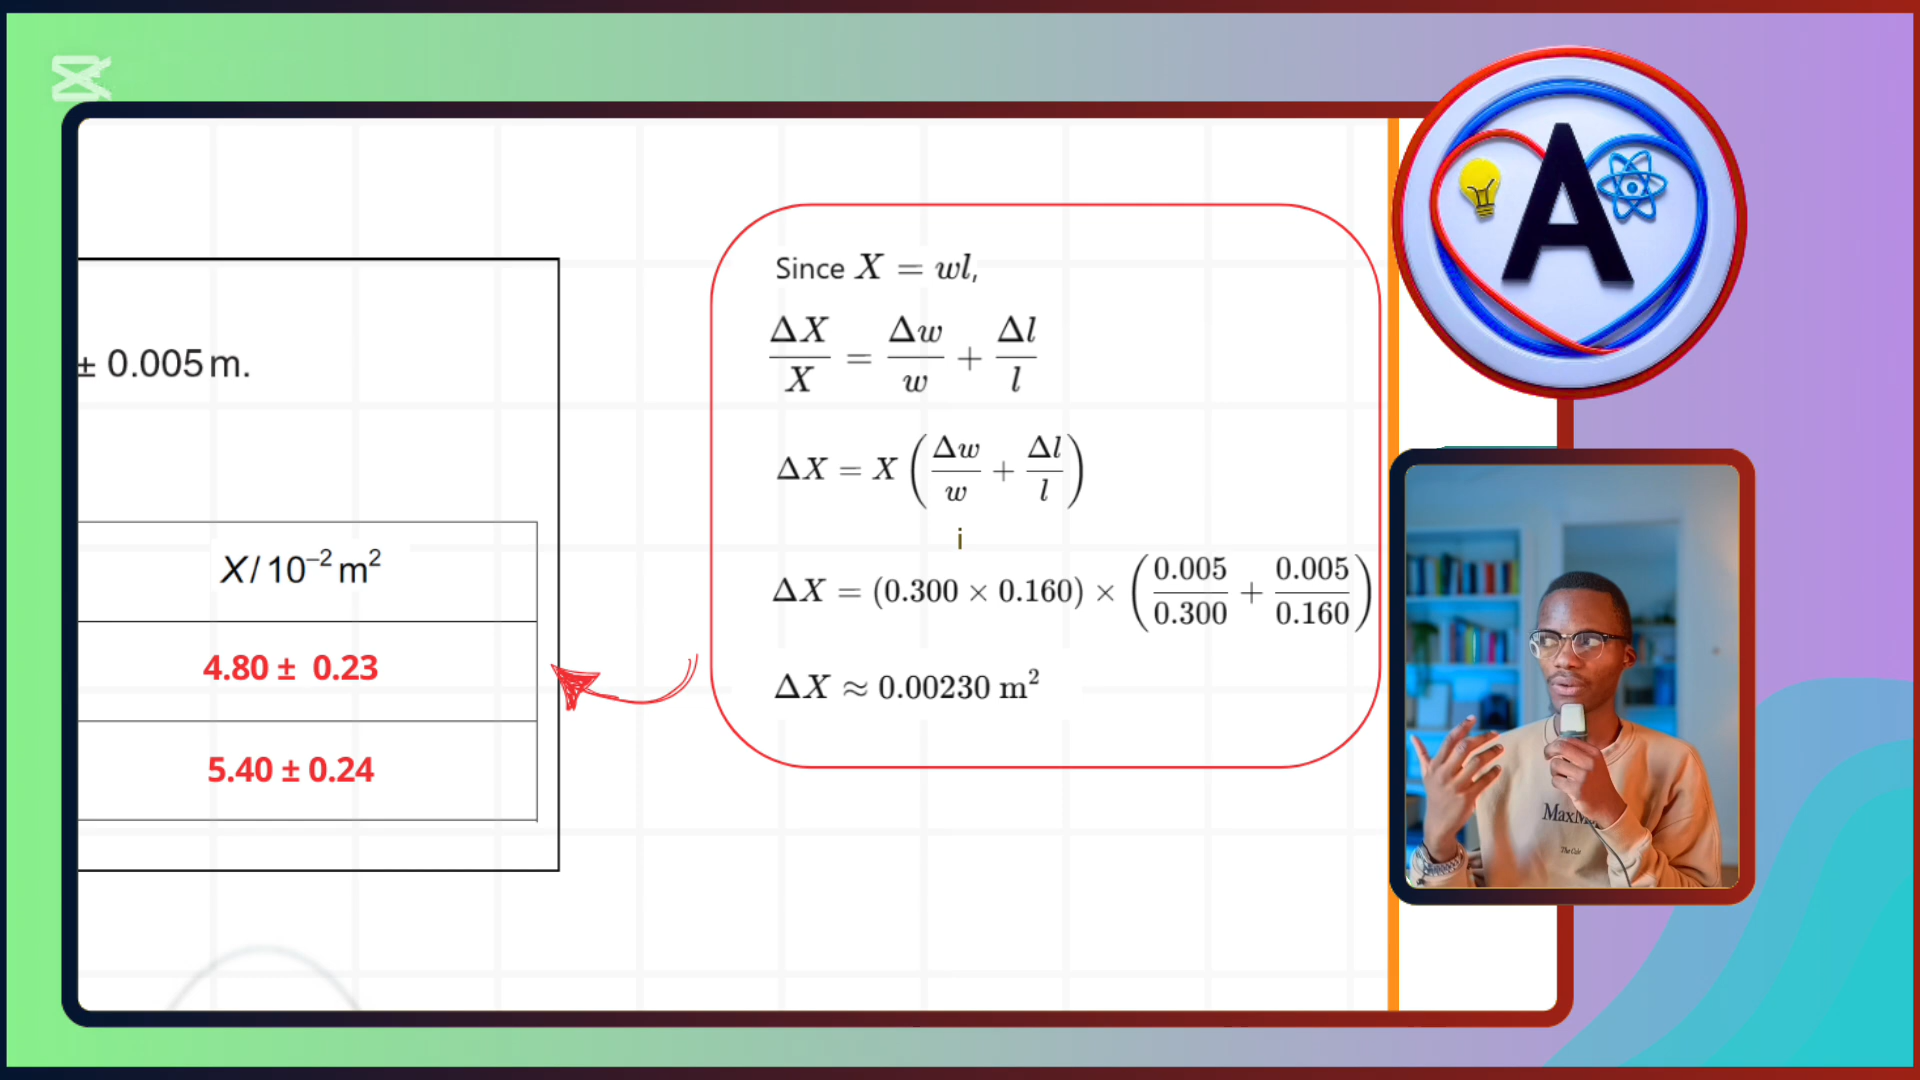 ± 0.005 m.
X/ 10⁻² m²
4.80 ± 0.23
5.40 ± 0.24
Since X = wl,
ΔX/X = Δw/w + Δl/l
ΔX = X (Δw/w + Δl/l)
i
ΔX = (0.300 × 0.160) × (0.005/0.300 + 0.005/0.160)
ΔX ≈ 0.00230 m²
A